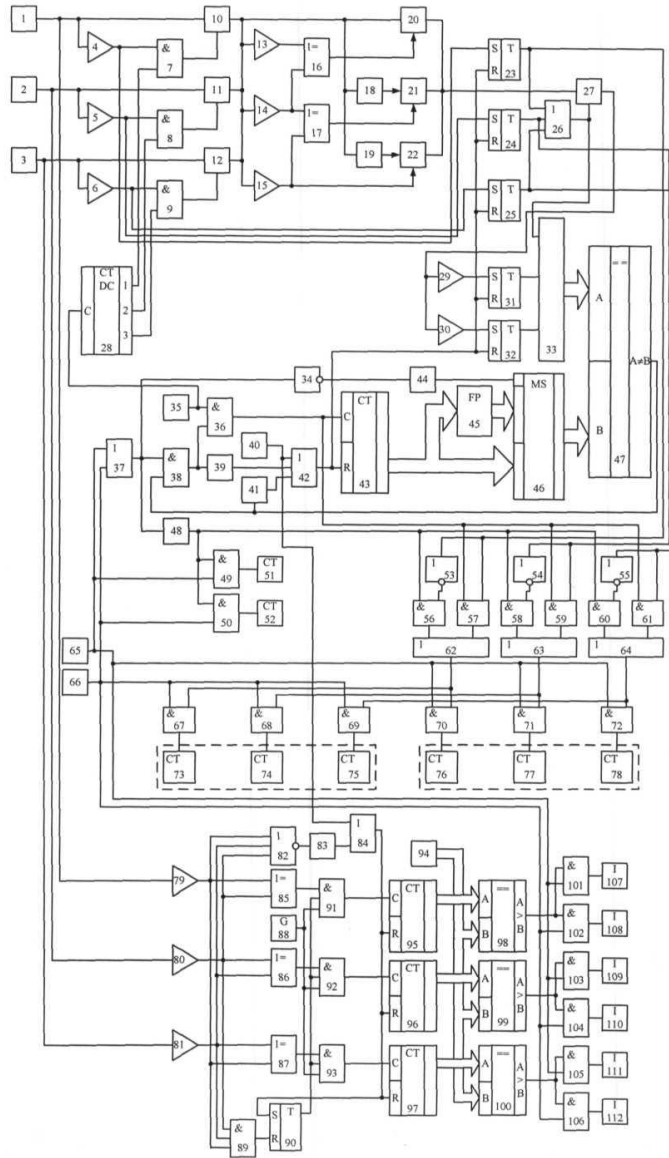 1 10 20
4 & 7 13 1= 16 S T R 23
2 11 18 21 27
5 & 8 14 1= 17 S T R 24 1 26
3 12 19 22
6 & 9 15 S T R 25
CT DC 1 2 3 C 28
29 S T R 31 == A
30 S T R 32 33 A≠B
34 44 MS
35 & 36 C CT FP 45 B
40
1 37 & 38 39 1 42 R 43 46 47
41
48
& 49 CT 51 1 53 1 54 1 55
& 50 CT 52 & 56 & 57 & 58 & 59 & 60 & 61
65 1 62 1 63 1 64
66
& 67 & 68 & 69 & 70 & 71 & 72
CT 73 CT 74 CT 75 CT 76 CT 77 CT 78
1 82 83 1 84 94
79 1= 85 & 91 C CT R 95 A B == A > B 98 & 101 I 107
G 88 & 102 I 108
80 1= 86 & 92 C CT R 96 A B == A > B 99 & 103 I 109
& 104 I 110
81 1= 87 & 93 C CT R 97 A B == A > B 100 & 105 I 111
& 89 S T R 90 & 106 I 112